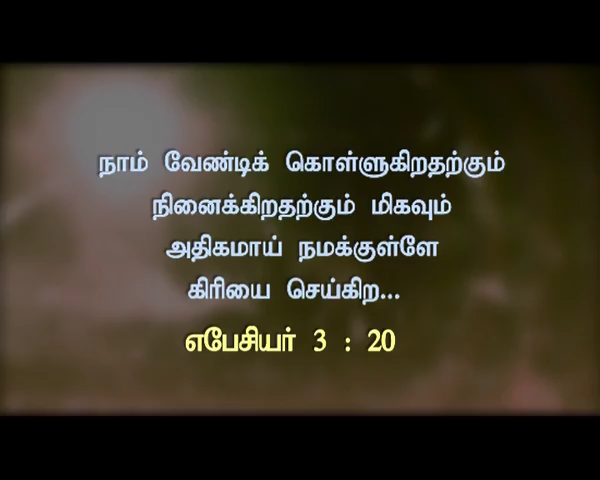 நாம் வேண்டிக் கொள்ளுகிறதற்கும்
நினைக்கிறதற்கும் மிகவும்
அதிகமாய் நமக்குள்ளே
கிரியை செய்கிற...
எபேசியர் 3 : 20